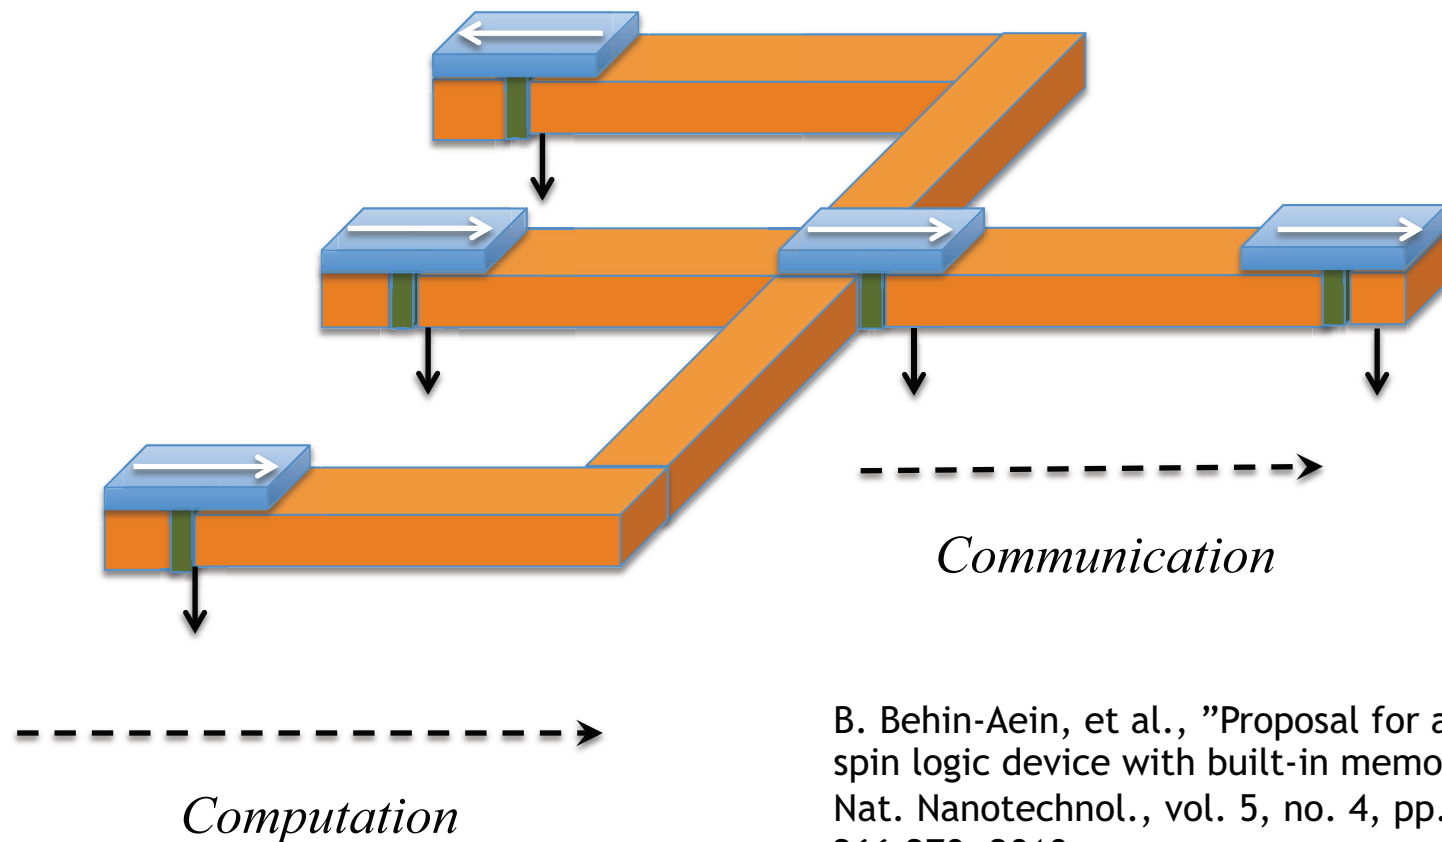 Communication
B. Behin-Aein, et al., ”Proposal for a
spin logic device with built-in memo
Nat. Nanotechnol., vol. 5, no. 4, pp.
Computation